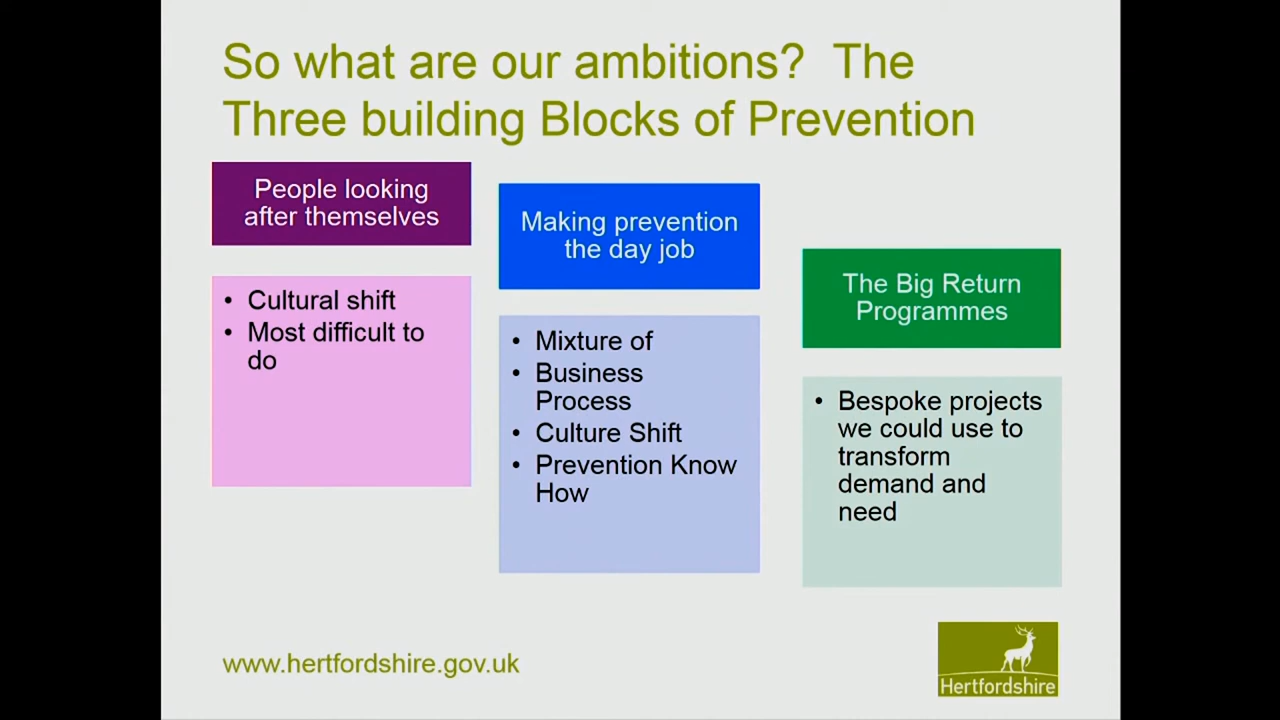 So what are our ambitions?  The
Three building Blocks of Prevention
People looking
after themselves
• Cultural shift
• Most difficult to
do
Making prevention
the day job
• Mixture of
• Business
Process
• Culture Shift
• Prevention Know
How
The Big Return
Programmes
• Bespoke projects
we could use to
transform
demand and
need
www.hertfordshire.gov.uk
Hertfordshire